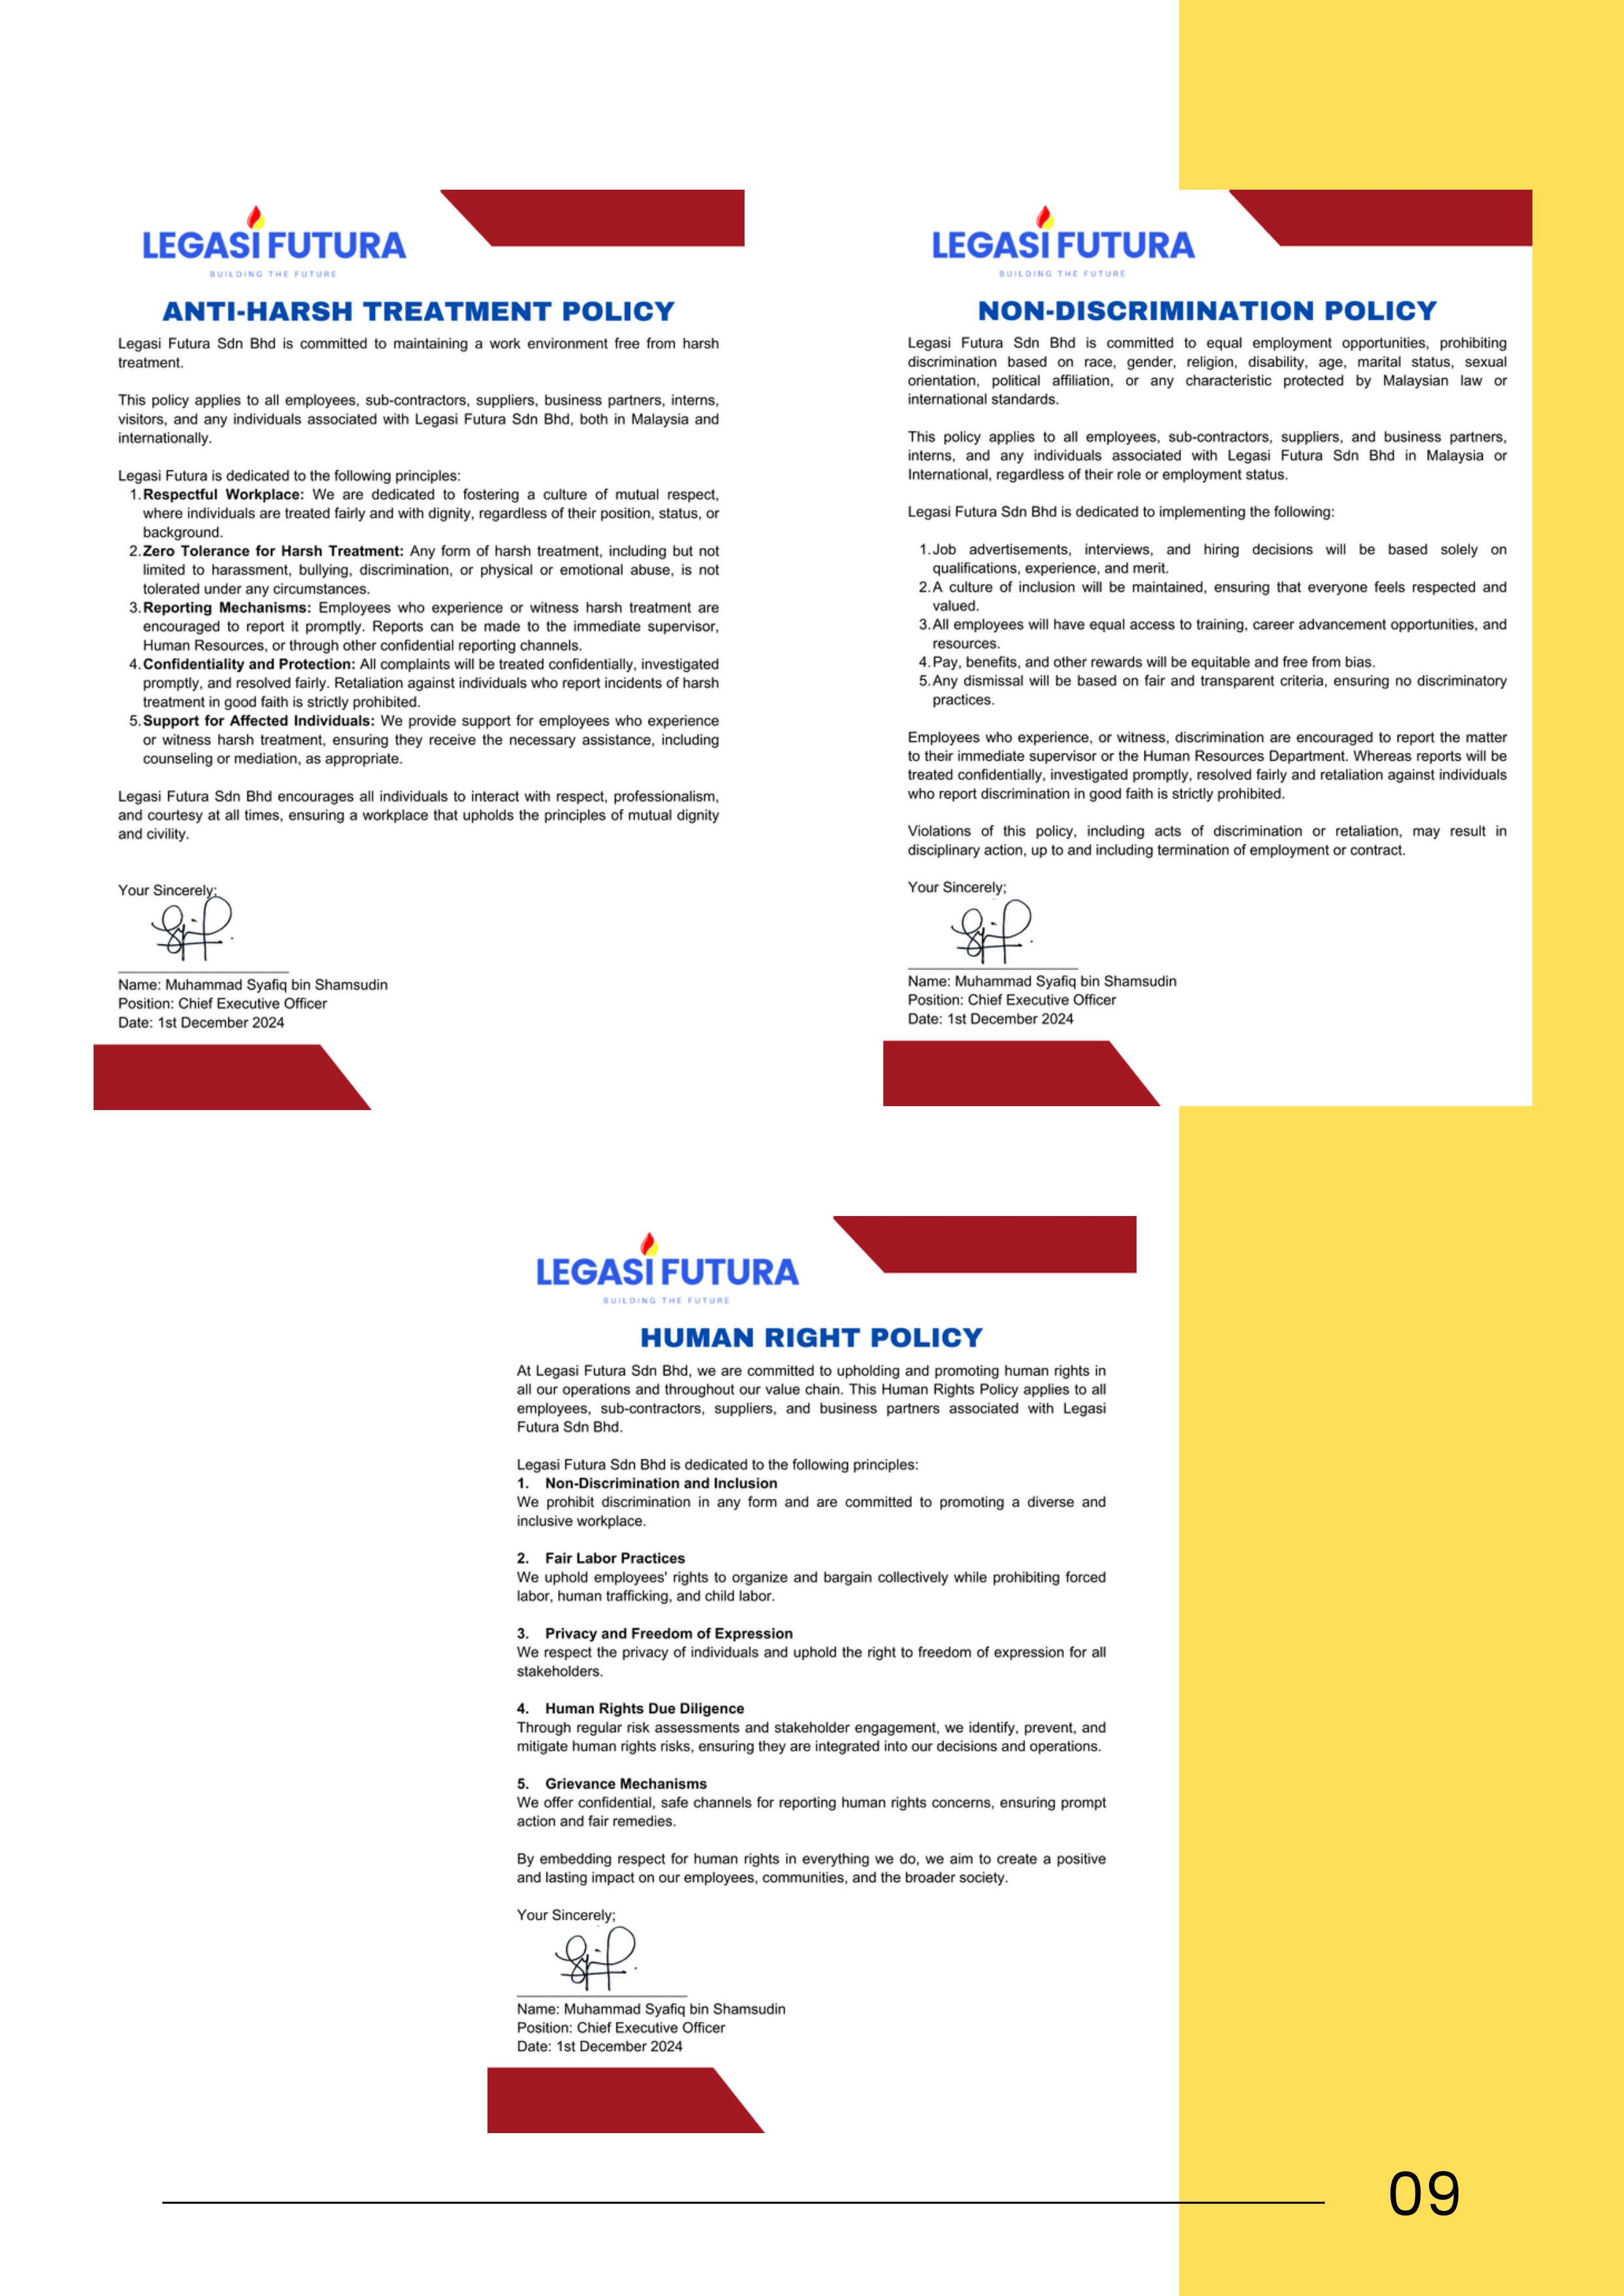 LEGASI FUTURA
BUILDING THE FUTURE
ANTI-HARSH TREATMENT POLICY
Legasi Futura Sdn Bhd is committed to maintaining a work environment free from harsh
treatment.
This policy applies to all employees, sub-contractors, suppliers, business partners, interns,
visitors, and any individuals associated with Legasi Futura Sdn Bhd, both in Malaysia and
internationally.
Legasi Futura is dedicated to the following principles:
1. Respectful Workplace: We are dedicated to fostering a culture of mutual respect,
where individuals are treated fairly and with dignity, regardless of their position, status, or
background.
2. Zero Tolerance for Harsh Treatment: Any form of harsh treatment, including but not
limited to harassment, bullying, discrimination, or physical or emotional abuse, is not
tolerated under any circumstances.
3. Reporting Mechanisms: Employees who experience or witness harsh treatment are
encouraged to report it promptly. Reports can be made to the immediate supervisor,
Human Resources, or through other confidential reporting channels.
4. Confidentiality and Protection: All complaints will be treated confidentially, investigated
promptly, and resolved fairly. Retaliation against individuals who report incidents of harsh
treatment in good faith is strictly prohibited.
5. Support for Affected Individuals: We provide support for employees who experience
or witness harsh treatment, ensuring they receive the necessary assistance, including
counseling or mediation, as appropriate.
Legasi Futura Sdn Bhd encourages all individuals to interact with respect, professionalism,
and courtesy at all times, ensuring a workplace that upholds the principles of mutual dignity
and civility.
Your Sincerely;
Name: Muhammad Syafiq bin Shamsudin
Position: Chief Executive Officer
Date: 1st December 2024
LEGASI FUTURA
BUILDING THE FUTURE
NON-DISCRIMINATION POLICY
Legasi Futura Sdn Bhd is committed to equal employment opportunities, prohibiting
discrimination based on race, gender, religion, disability, age, marital status, sexual
orientation, political affiliation, or any characteristic protected by Malaysian law or
international standards.
This policy applies to all employees, sub-contractors, suppliers, and business partners,
interns, and any individuals associated with Legasi Futura Sdn Bhd in Malaysia or
International, regardless of their role or employment status.
Legasi Futura Sdn Bhd is dedicated to implementing the following:
1. Job advertisements, interviews, and hiring decisions will be based solely on
qualifications, experience, and merit.
2. A culture of inclusion will be maintained, ensuring that everyone feels respected and
valued.
3. All employees will have equal access to training, career advancement opportunities, and
resources.
4. Pay, benefits, and other rewards will be equitable and free from bias.
5. Any dismissal will be based on fair and transparent criteria, ensuring no discriminatory
practices.
Employees who experience, or witness, discrimination are encouraged to report the matter
to their immediate supervisor or the Human Resources Department. Whereas reports will be
treated confidentially, investigated promptly, resolved fairly and retaliation against individuals
who report discrimination in good faith is strictly prohibited.
Violations of this policy, including acts of discrimination or retaliation, may result in
disciplinary action, up to and including termination of employment or contract.
Your Sincerely;
Name: Muhammad Syafiq bin Shamsudin
Position: Chief Executive Officer
Date: 1st December 2024
LEGASI FUTURA
BUILDING THE FUTURE
HUMAN RIGHT POLICY
At Legasi Futura Sdn Bhd, we are committed to upholding and promoting human rights in
all our operations and throughout our value chain. This Human Rights Policy applies to all
employees, sub-contractors, suppliers, and business partners associated with Legasi
Futura Sdn Bhd.
Legasi Futura Sdn Bhd is dedicated to the following principles:
1. Non-Discrimination and Inclusion
We prohibit discrimination in any form and are committed to promoting a diverse and
inclusive workplace.
2. Fair Labor Practices
We uphold employees' rights to organize and bargain collectively while prohibiting forced
labor, human trafficking, and child labor.
3. Privacy and Freedom of Expression
We respect the privacy of individuals and uphold the right to freedom of expression for all
stakeholders.
4. Human Rights Due Diligence
Through regular risk assessments and stakeholder engagement, we identify, prevent, and
mitigate human rights risks, ensuring they are integrated into our decisions and operations.
5. Grievance Mechanisms
We offer confidential, safe channels for reporting human rights concerns, ensuring prompt
action and fair remedies.
By embedding respect for human rights in everything we do, we aim to create a positive
and lasting impact on our employees, communities, and the broader society.
Your Sincerely;
Name: Muhammad Syafiq bin Shamsudin
Position: Chief Executive Officer
Date: 1st December 2024
09